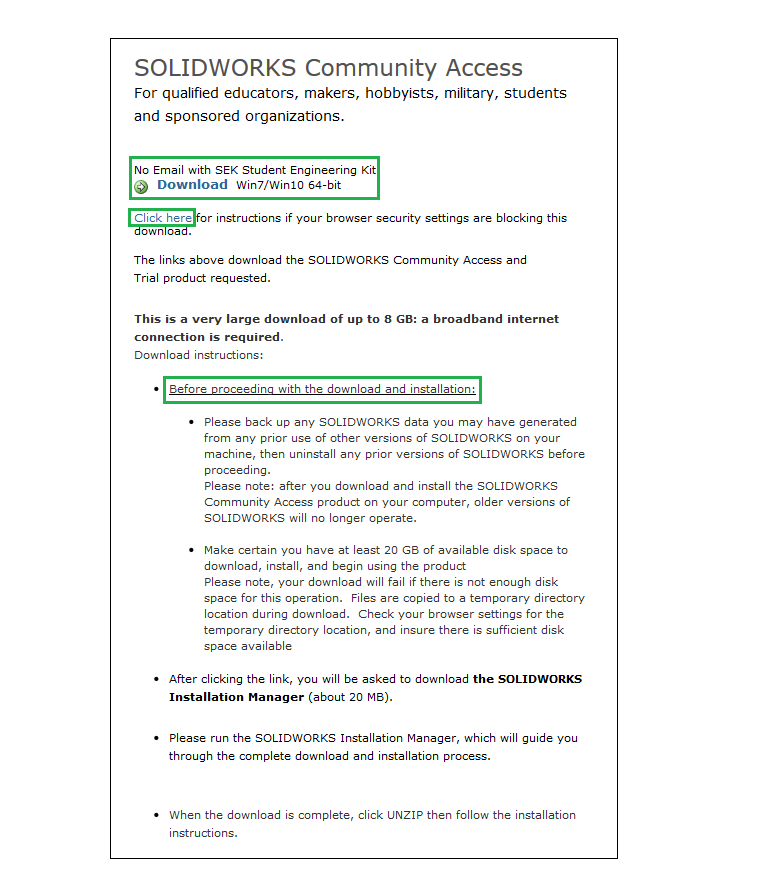 SOLIDWORKS Community Access
For qualified educators, makers, hobbyists, military, students
and sponsored organizations.
No Email with SEK Student Engineering Kit
Download Win7/Win10 64-bit
Click here for instructions if your browser security settings are blocking this
download.
The links above download the SOLIDWORKS Community Access and
Trial product requested.
This is a very large download of up to 8 GB: a broadband internet
connection is required.
Download instructions:
Before proceeding with the download and installation:
Please back up any SOLIDWORKS data you may have generated
from any prior use of other versions of SOLIDWORKS on your
machine, then uninstall any prior versions of SOLIDWORKS before
proceeding.
Please note: after you download and install the SOLIDWORKS
Community Access product on your computer, older versions of
SOLIDWORKS will no longer operate.
Make certain you have at least 20 GB of available disk space to
download, install, and begin using the product
Please note, your download will fail if there is not enough disk
space for this operation.  Files are copied to a temporary directory
location during download.  Check your browser settings for the
temporary directory location, and insure there is sufficient disk
space available
After clicking the link, you will be asked to download the SOLIDWORKS
Installation Manager (about 20 MB).
Please run the SOLIDWORKS Installation Manager, which will guide you
through the complete download and installation process.
When the download is complete, click UNZIP then follow the installation
instructions.